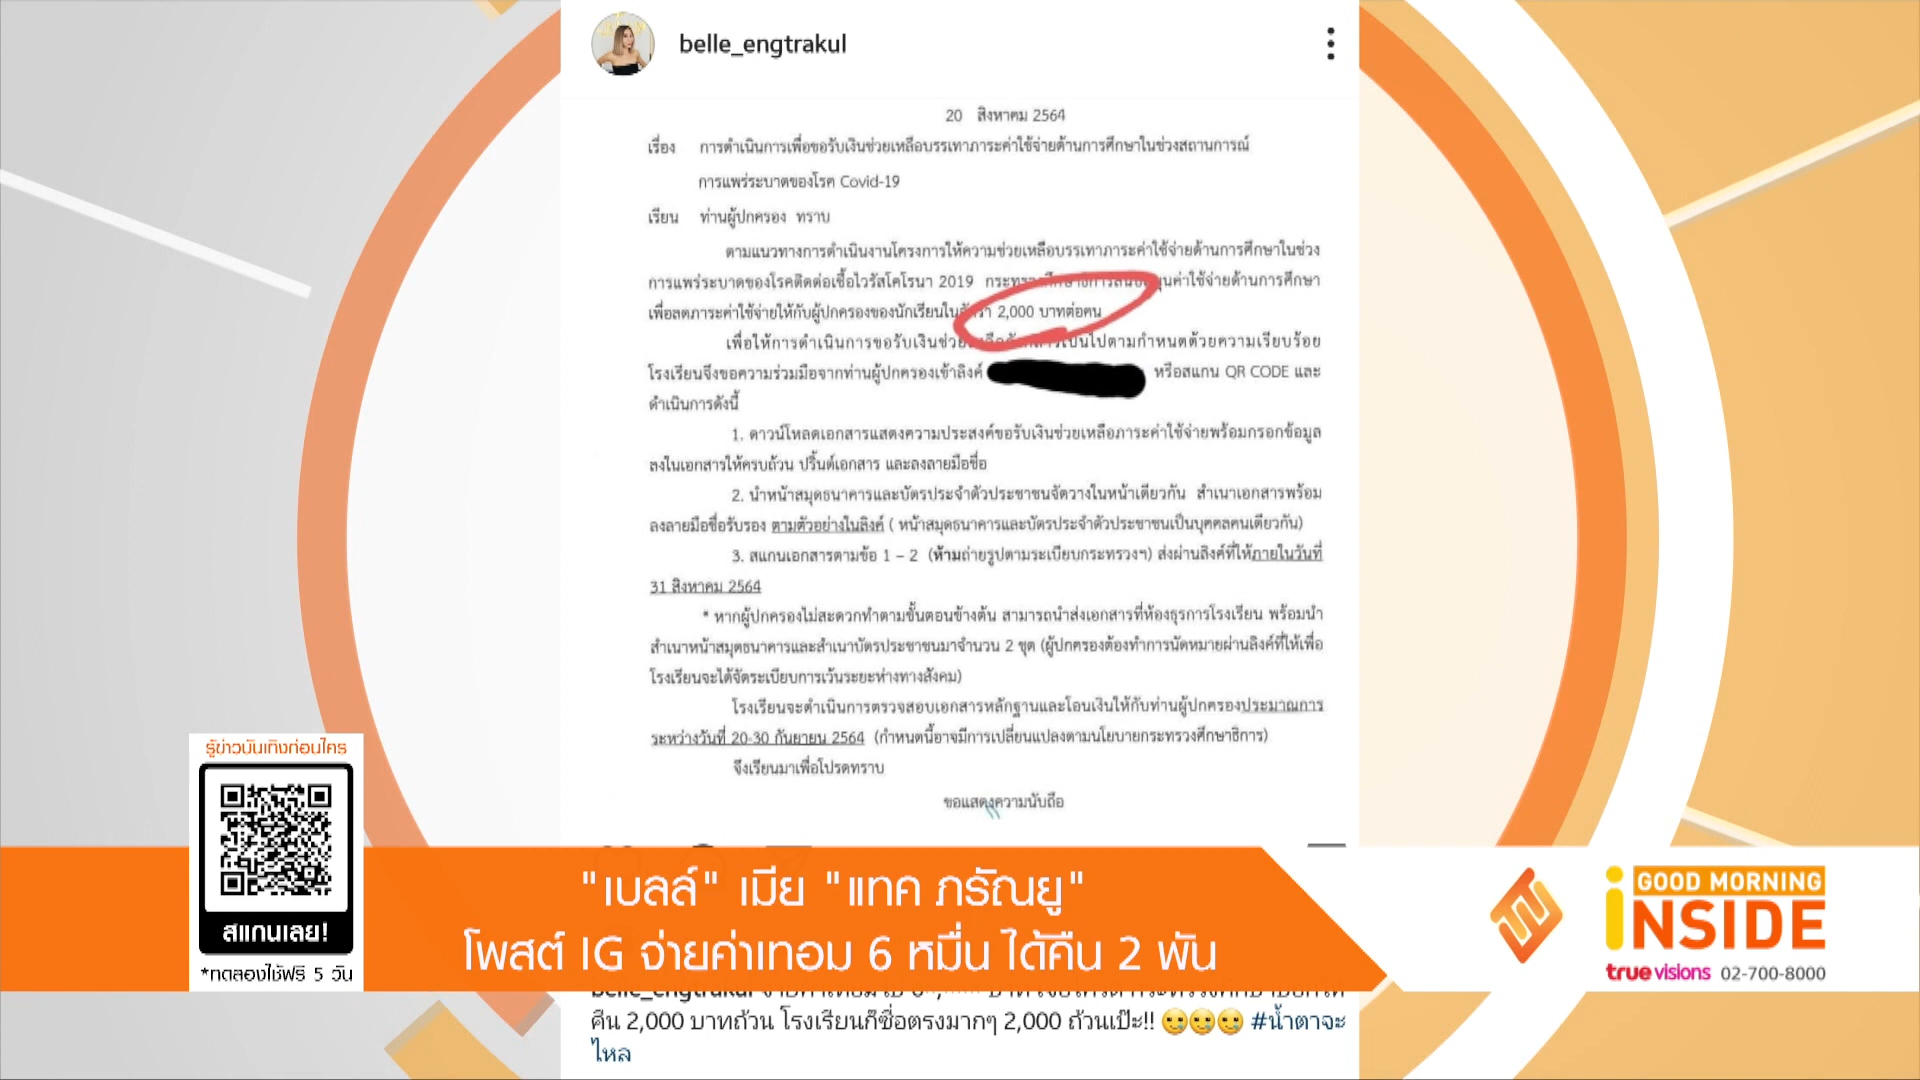 belle_engtrakul
20 สิงหาคม 2564
เรื่อง การดำเนินการเพื่อขอรับเงินช่วยเหลือบรรเทาภาระค่าใช้จ่ายด้านการศึกษาในช่วงสถานการณ์
การแพร่ระบาดของโรค Covid-19
เรียน ท่านผู้ปกครอง ทราบ
ตามแนวทางการดำเนินงานโครงการให้ความช่วยเหลือบรรเทาภาระค่าใช้จ่ายด้านการศึกษาในช่วง
การแพร่ระบาดของโรคติดต่อเชื้อไวรัสโคโรนา 2019 กระทรวงศึกษาธิการสนับสนุนค่าใช้จ่ายด้านการศึกษา
เพื่อลดภาระค่าใช้จ่ายให้กับผู้ปกครองของนักเรียนในอัตรา 2,000 บาทต่อคน
เพื่อให้การดำเนินการขอรับเงินช่วยเหลือดังกล่าวเป็นไปตามกำหนดด้วยความเรียบร้อย
โรงเรียนจึงขอความร่วมมือจากท่านผู้ปกครองเข้าลิงค์ หรือสแกน QR CODE และ
ดำเนินการดังนี้
1. ดาวน์โหลดเอกสารแสดงความประสงค์ขอรับเงินช่วยเหลือภาระค่าใช้จ่ายพร้อมกรอกข้อมูล
ลงในเอกสารให้ครบถ้วน ปริ้นต์เอกสาร และลงลายมือชื่อ
2. นำหน้าสมุดธนาคารและบัตรประจำตัวประชาชนจัดวางในหน้าเดียวกัน สำเนาเอกสารพร้อม
ลงลายมือชื่อรับรอง ตามตัวอย่างในลิงค์ ( หน้าสมุดธนาคารและบัตรประจำตัวประชาชนเป็นบุคคลคนเดียวกัน)
3. สแกนเอกสารตามข้อ 1 – 2 (ห้ามถ่ายรูปตามระเบียบกระทรวงฯ) ส่งผ่านลิงค์ที่ให้ภายในวันที่
31 สิงหาคม 2564
* หากผู้ปกครองไม่สะดวกทำตามขั้นตอนข้างต้น สามารถนำส่งเอกสารที่ห้องธุรการโรงเรียน พร้อมนำ
สำเนาหน้าสมุดธนาคารและสำเนาบัตรประชาชนมาจำนวน 2 ชุด (ผู้ปกครองต้องทำการนัดหมายผ่านลิงค์ที่ให้เพื่อ
โรงเรียนจะได้จัดระเบียบการเว้นระยะห่างทางสังคม)
โรงเรียนจะดำเนินการตรวจสอบเอกสารหลักฐานและโอนเงินให้กับท่านผู้ปกครองประมาณการ
ระหว่างวันที่ 20-30 กันยายน 2564 (กำหนดนี้อาจมีการเปลี่ยนแปลงตามนโยบายกระทรวงศึกษาธิการ)
จึงเรียนมาเพื่อโปรดทราบ
ขอแสดงความนับถือ
รู้ข่าวบันเทิงก่อนใคร
สแกนเลย!
*ทดลองใช้ฟรี 5 วัน
"เบลล์" เมีย "แทค ภรัณยู"
โพสต์ IG จ่ายค่าเทอม 6 หมื่น ได้คืน 2 พัน
GOOD MORNING
iNSIDE
truevisions 02-700-8000
belle_engtrakul
คืน 2,000 บาทถ้วน โรงเรียนก็ซื่อตรงมากๆ 2,000 ถ้วนเป๊ะ!! 😢😢😢 #น้ำตาจะ
ไหล